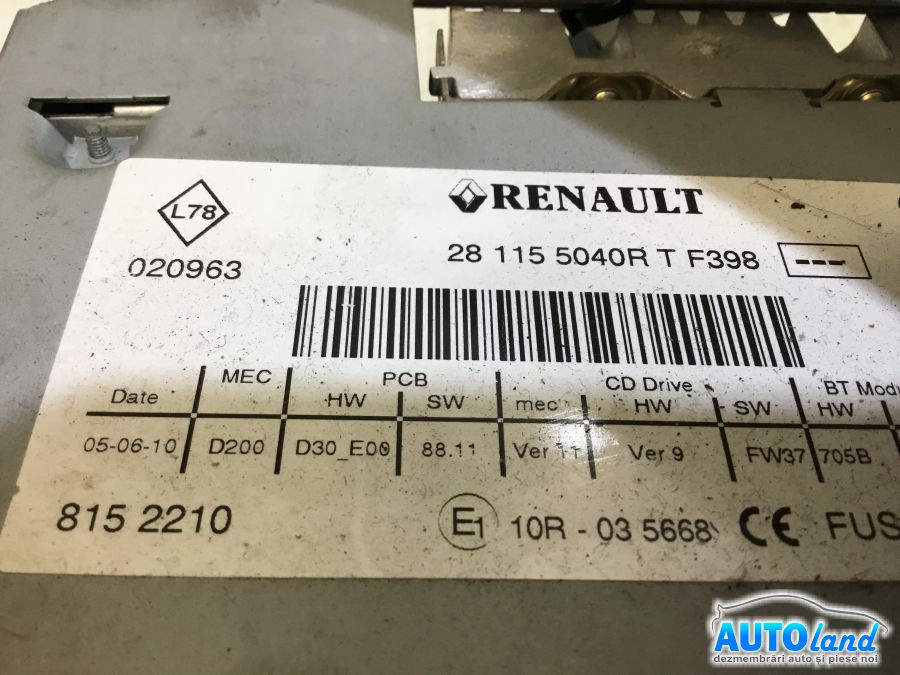 L78
RENAULT
020963
28 115 5040R T F398 ---
MEC PCB CD Drive BT Modu
Date HW SW mec HW SW HW
05-06-10 D200 D30_E00 88.11 Ver 11 Ver 9 FW37 705B
815 2210 E1 10R - 03 5668 CE FUS
AUTOland
dezmembrări auto și piese noi